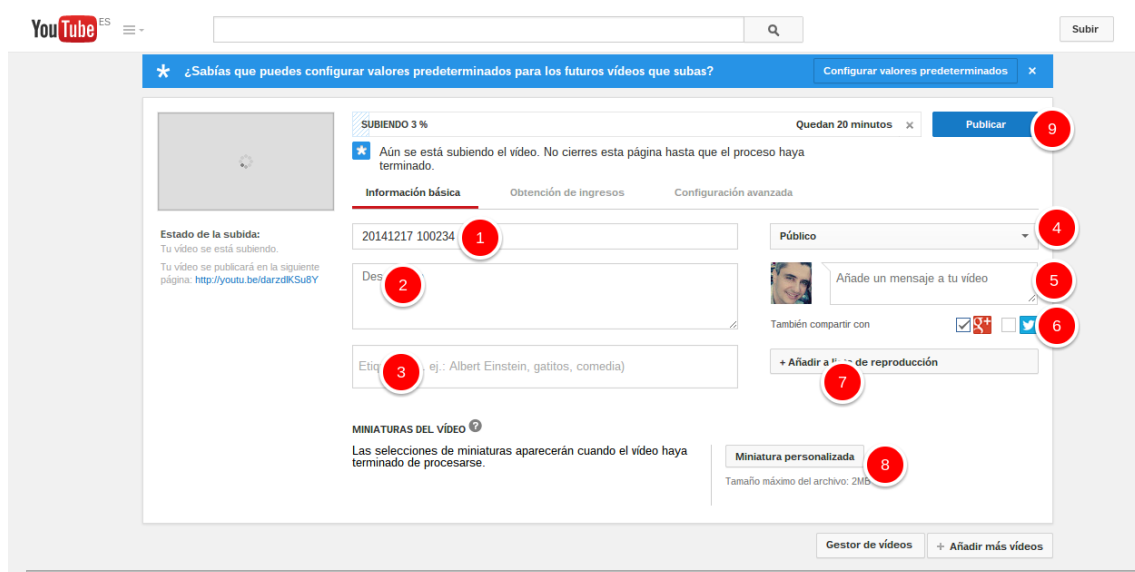 YouTube ES
Subir
¿Sabías que puedes configurar valores predeterminados para los futuros vídeos que subas?
Configurar valores predeterminados ×
SUBIENDO 3 %
Quedan 20 minutos ×
Publicar
9
Aún se está subiendo el vídeo. No cierres esta página hasta que el proceso haya
terminado.
Información básica
Obtención de ingresos
Configuración avanzada
Estado de la subida:
Tu vídeo se está subiendo.
Tu vídeo se publicará en la siguiente
página: http://youtu.be/darzdlKSu8Y
20141217 100234
1
2
3
ej.: Albert Einstein, gatitos, comedia)
Público
4
Añade un mensaje a tu vídeo
5
También compartir con
g+
6
+ Añadir a de reproducción
7
MINIATURAS DEL VÍDEO ?
Las selecciones de miniaturas aparecerán cuando el vídeo haya
terminado de procesarse.
Miniatura personalizada
8
Tamaño máximo del archivo: 2MB
Gestor de vídeos
+ Añadir más vídeos